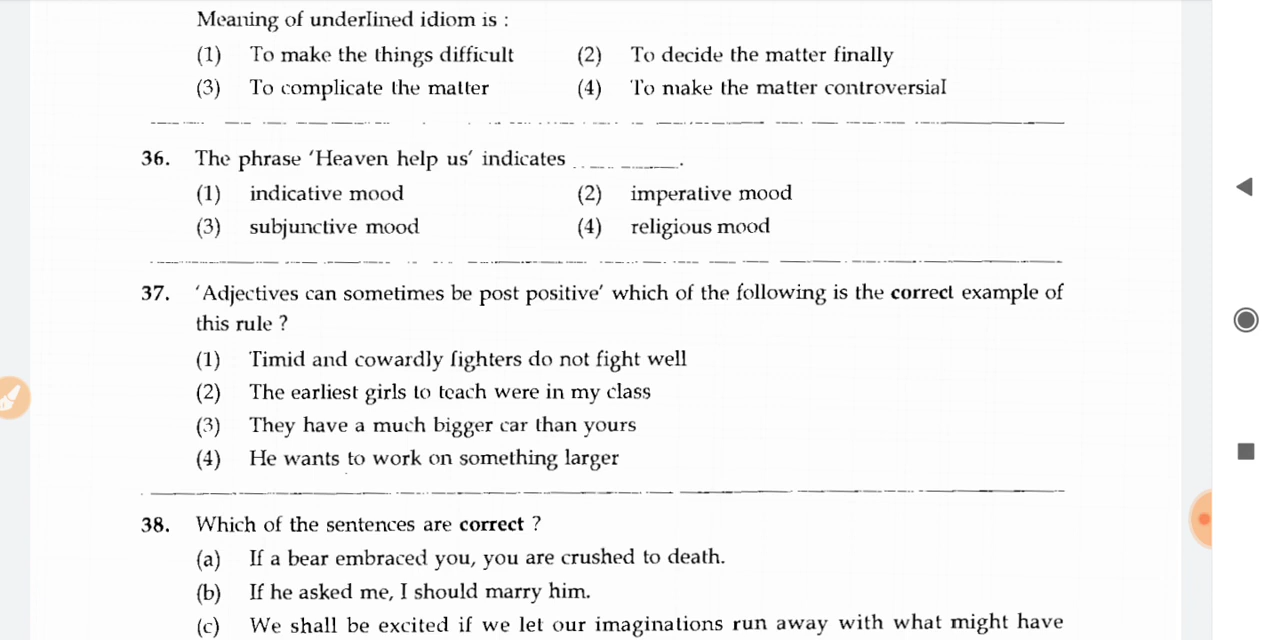 Meaning of underlined idiom is :
(1) To make the things difficult (2) To decide the matter finally
(3) To complicate the matter (4) To make the matter controversial
36. The phrase ‘Heaven help us’ indicates ________.
(1) indicative mood (2) imperative mood
(3) subjunctive mood (4) religious mood
37. ‘Adjectives can sometimes be post positive’ which of the following is the correct example of
this rule ?
(1) Timid and cowardly fighters do not fight well
(2) The earliest girls to teach were in my class
(3) They have a much bigger car than yours
(4) He wants to work on something larger
38. Which of the sentences are correct ?
(a) If a bear embraced you, you are crushed to death.
(b) If he asked me, I should marry him.
(c) We shall be excited if we let our imaginations run away with what might have